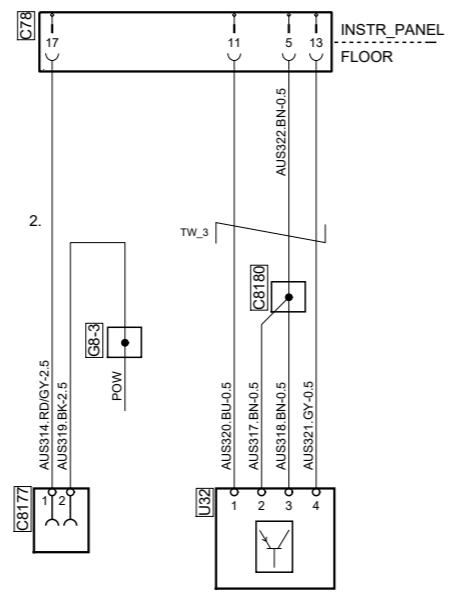 C78
17
11
5
13
INSTR_PANEL
FLOOR
AUS322.BN-0.5
2.
TW_3
C8180
G8-3
POW
AUS314.RD/GY-2.5
AUS319.BK-2.5
AUS320.BU-0.5
AUS317.BN-0.5
AUS318.BN-0.5
AUS321.GY-0.5
C8177
1
2
U32
1
2
3
4